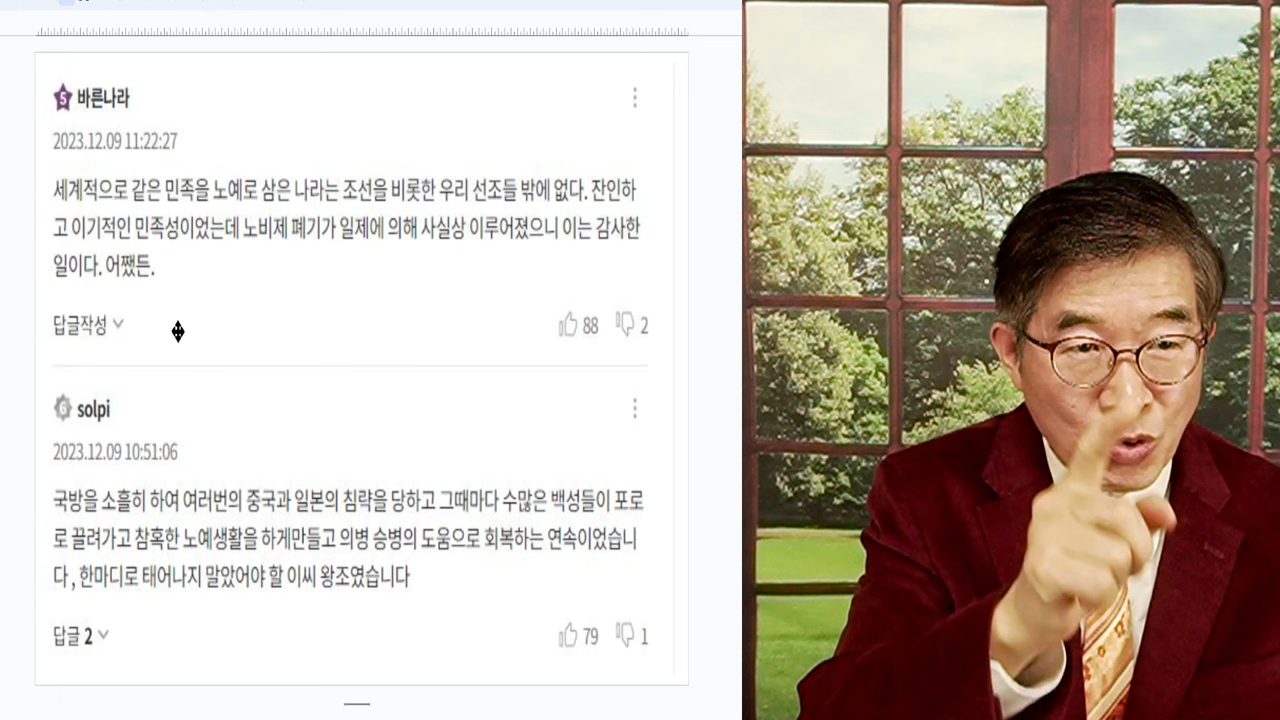 5 바른나라
2023.12.09 11:22:27
세계적으로 같은 민족을 노예로 삼은 나라는 조선을 비롯한 우리 선조들 밖에 없다. 잔인하
고 이기적인 민족성이었는데 노비제 폐기가 일제에 의해 사실상 이루어졌으니 이는 감사한
일이다. 어쨌든.
답글작성
88 2
6 solpi
2023.12.09 10:51:06
국방을 소홀히 하여 여러번의 중국과 일본의 침략을 당하고 그때마다 수많은 백성들이 포로
로 끌려가고 참혹한 노예생활을 하게만들고 의병 승병의 도움으로 회복하는 연속이었습니
다 , 한마디로 태어나지 말았어야 할 이씨 왕조였습니다
답글 2
79 1